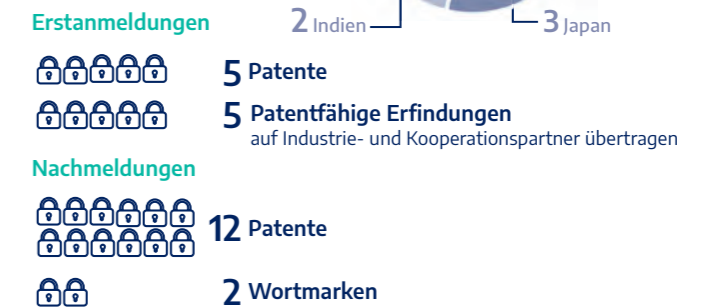 Erstanmeldungen
2 Indien
3 Japan
5 Patente
5 Patentfähige Erfindungen
auf Industrie- und Kooperationspartner übertragen
Nachmeldungen
12 Patente
2 Wortmarken